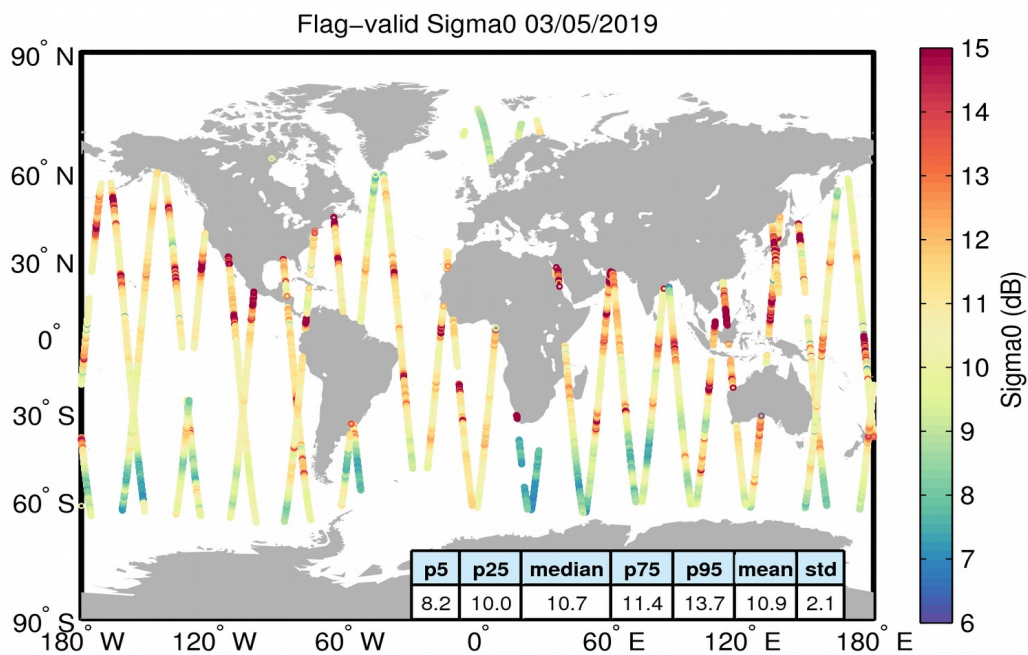 Flag−valid Sigma0 03/05/2019
90° N
60° N
30° N
0°
30° S
60° S
90° S
180° W
120° W
60° W
0°
60° E
120° E
180° E
p5 p25 median p75 p95 mean std
8.2 10.0 10.7 11.4 13.7 10.9 2.1
15
14
13
12
11
10
9
8
7
6
Sigma0 (dB)